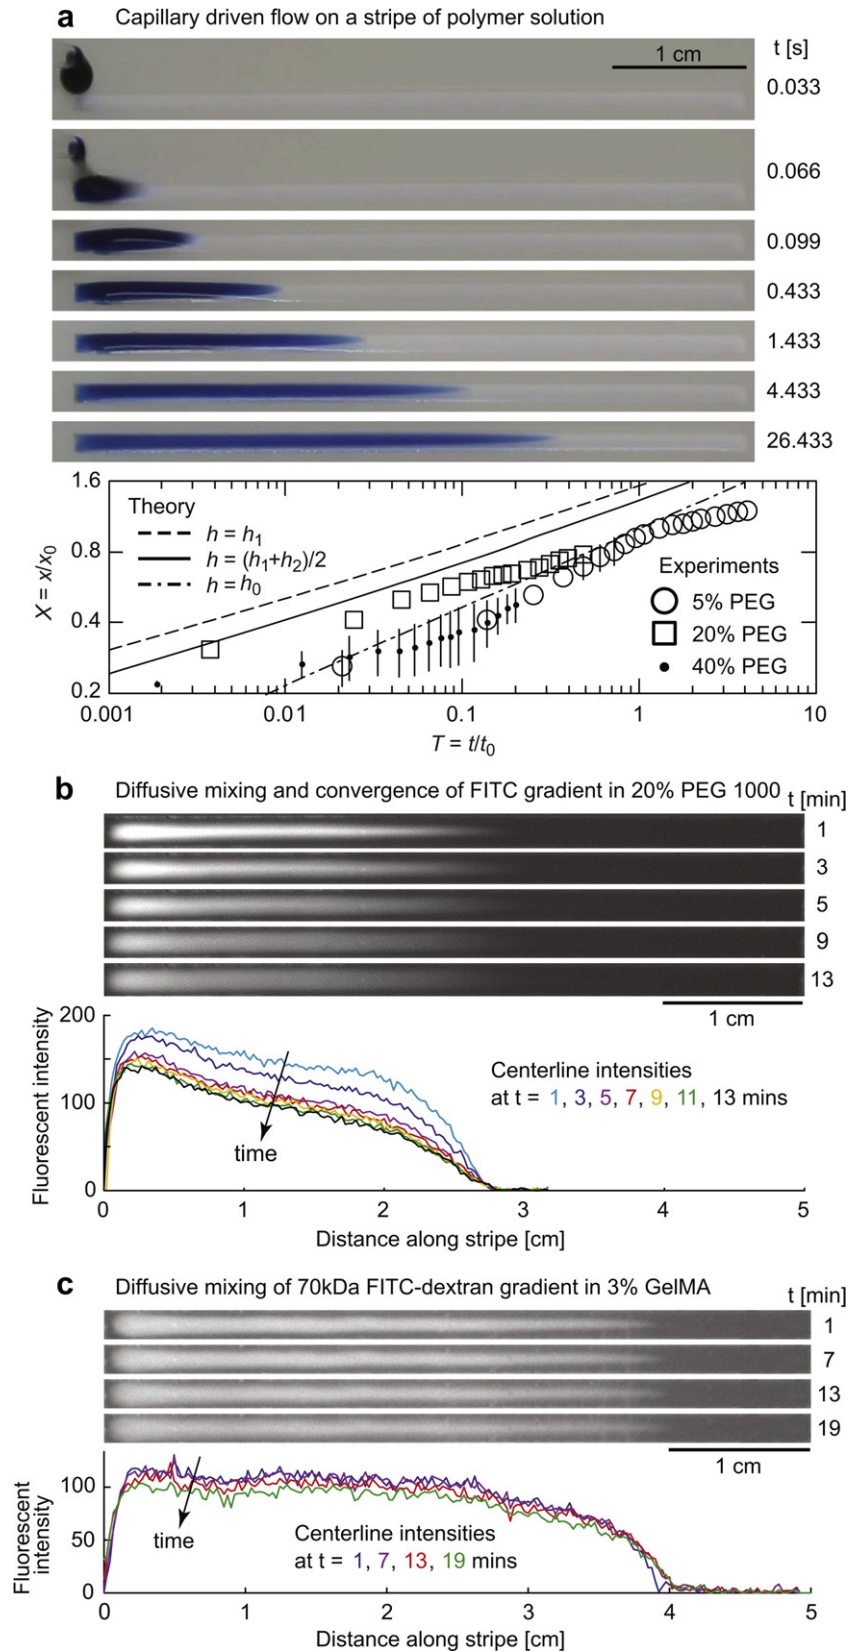 a Capillary driven flow on a stripe of polymer solution
1 cm
t [s]
0.033
0.066
0.099
0.433
1.433
4.433
26.433
1.6
0.8
0.4
0.2
X = x/x₀
Theory
h = h₁
h = (h₁+h₂)/2
h = h₀
Experiments
5% PEG
20% PEG
40% PEG
0.001 0.01 0.1 1 10
T = t/t₀
b Diffusive mixing and convergence of FITC gradient in 20% PEG 1000
t [min]
1
3
5
9
13
1 cm
200
100
0
Fluorescent intensity
time
Centerline intensities
at t = 1, 3, 5, 7, 9, 11, 13 mins
0 1 2 3 4 5
Distance along stripe [cm]
c Diffusive mixing of 70kDa FITC-dextran gradient in 3% GelMA
t [min]
1
7
13
19
1 cm
100
50
0
Fluorescent
intensity
time
Centerline intensities
at t = 1, 7, 13, 19 mins
0 1 2 3 4 5
Distance along stripe [cm]